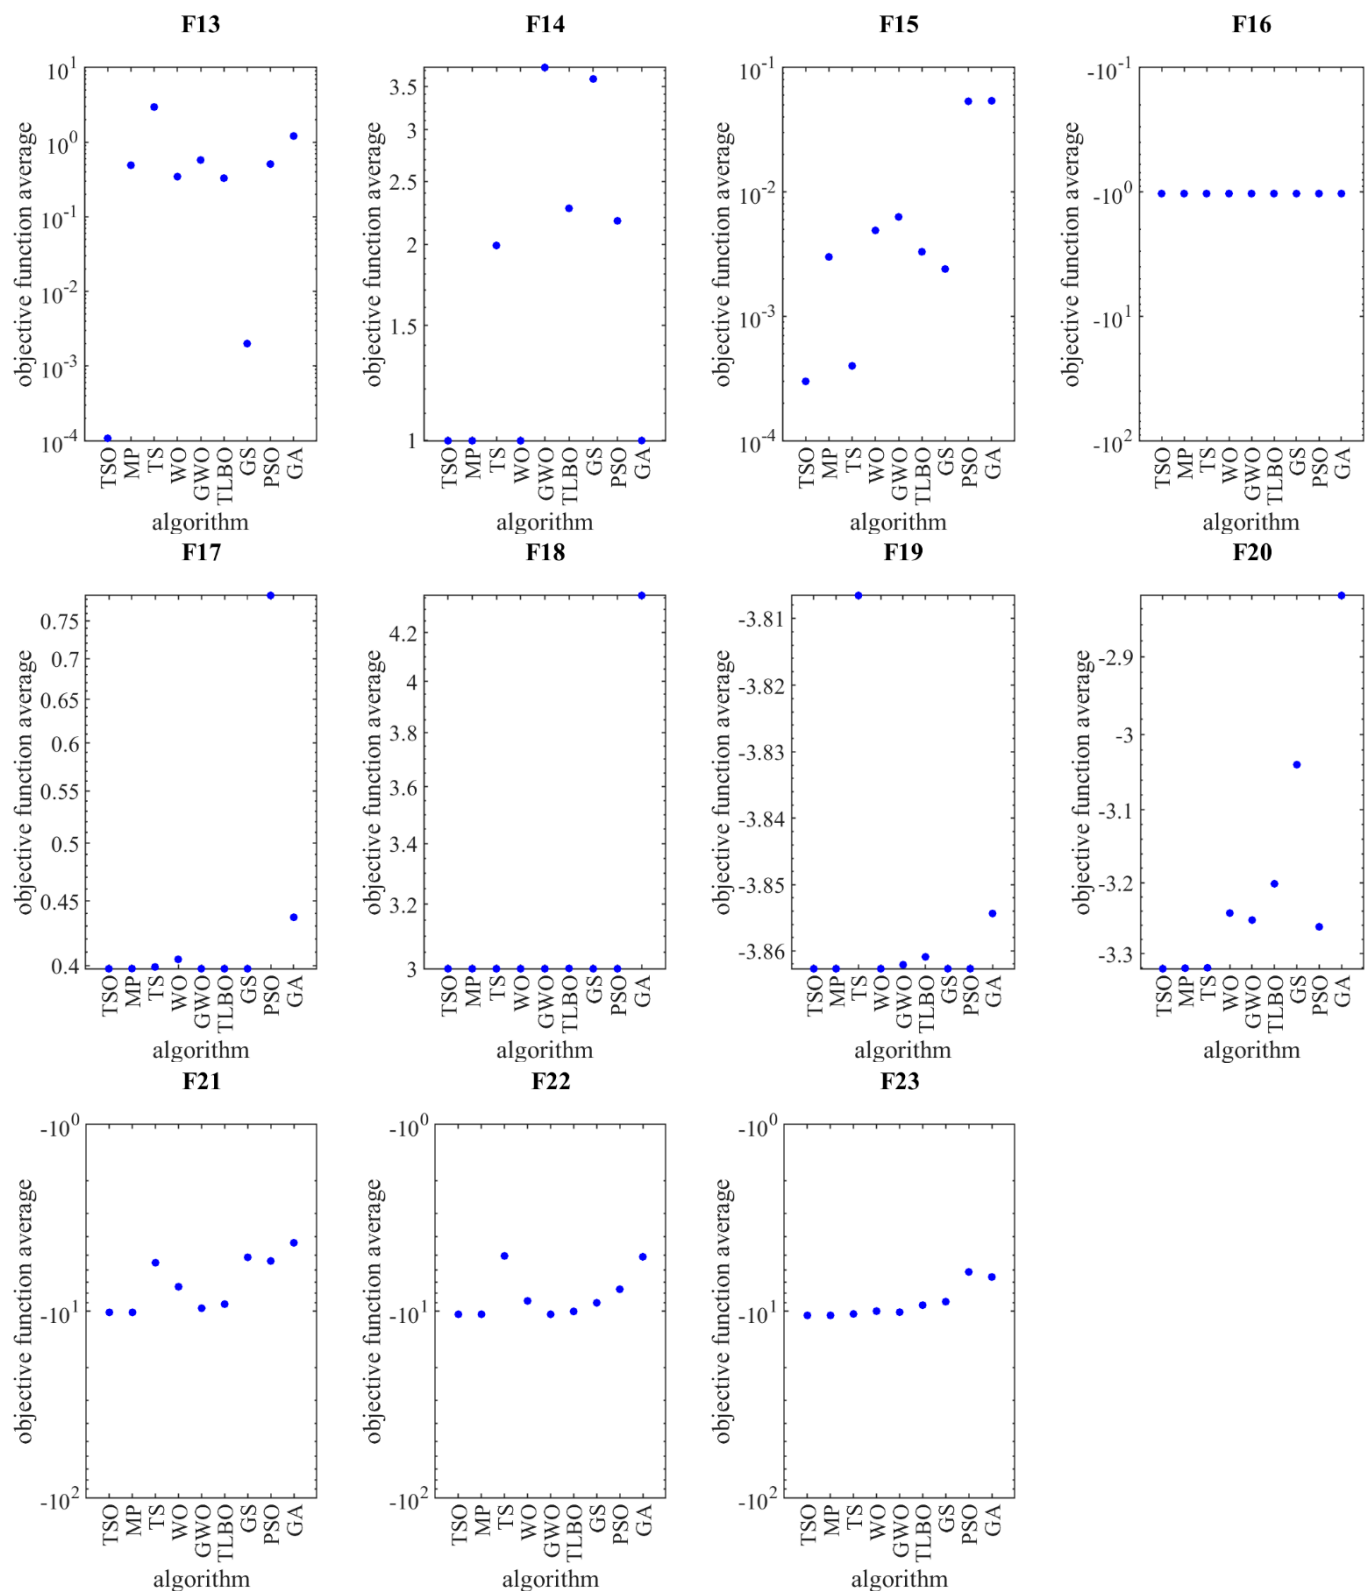 F13
10^1
10^0
10^-1
10^-2
10^-3
10^-4
objective function average
TSO
MP
TS
WO
GWO
TLBO
GS
PSO
GA
algorithm
F14
3.5
3
2.5
2
1.5
1
objective function average
TSO
MP
TS
WO
GWO
TLBO
GS
PSO
GA
algorithm
F15
10^-1
10^-2
10^-3
10^-4
objective function average
TSO
MP
TS
WO
GWO
TLBO
GS
PSO
GA
algorithm
F16
-10^-1
-10^0
-10^1
-10^2
objective function average
TSO
MP
TS
WO
GWO
TLBO
GS
PSO
GA
algorithm
F17
0.75
0.7
0.65
0.6
0.55
0.5
0.45
0.4
objective function average
TSO
MP
TS
WO
GWO
TLBO
GS
PSO
GA
algorithm
F18
4.2
4
3.8
3.6
3.4
3.2
3
objective function average
TSO
MP
TS
WO
GWO
TLBO
GS
PSO
GA
algorithm
F19
-3.81
-3.82
-3.83
-3.84
-3.85
-3.86
objective function average
TSO
MP
TS
WO
GWO
TLBO
GS
PSO
GA
algorithm
F20
-2.9
-3
-3.1
-3.2
-3.3
objective function average
TSO
MP
TS
WO
GWO
TLBO
GS
PSO
GA
algorithm
F21
-10^0
-10^1
-10^2
objective function average
TSO
MP
TS
WO
GWO
TLBO
GS
PSO
GA
algorithm
F22
-10^0
-10^1
-10^2
objective function average
TSO
MP
TS
WO
GWO
TLBO
GS
PSO
GA
algorithm
F23
-10^0
-10^1
-10^2
objective function average
TSO
MP
TS
WO
GWO
TLBO
GS
PSO
GA
algorithm